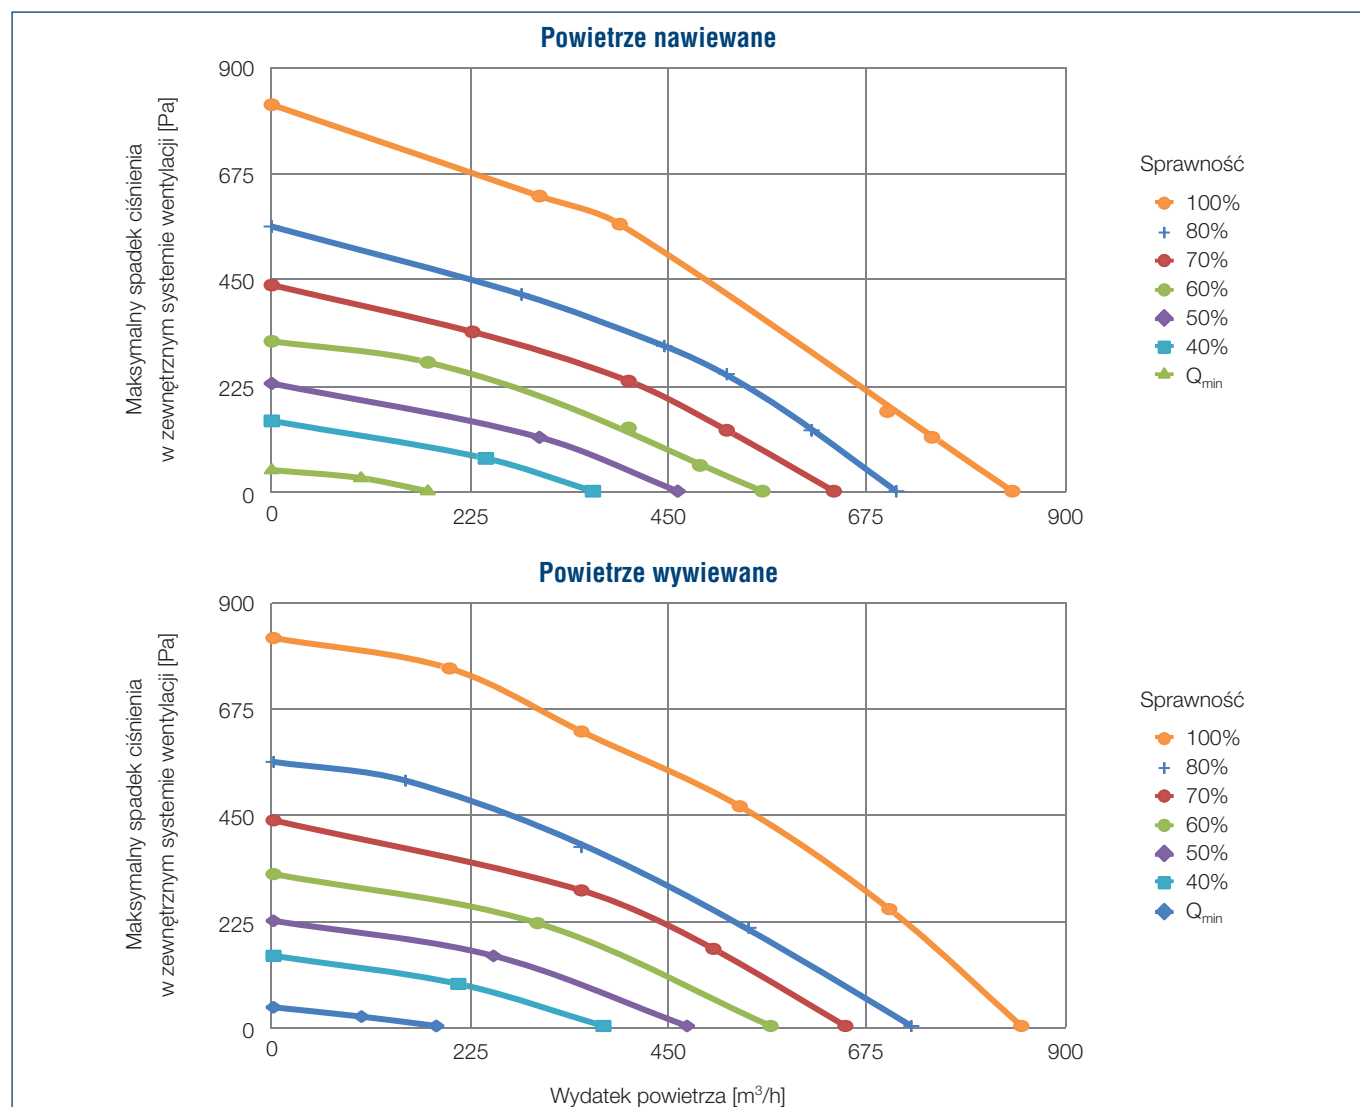 Powietrze nawiewane
Maksymalny spadek ciśnienia
w zewnętrznym systemie wentylacji [Pa]
900
675
450
225
0
0 225 450 675 900
Sprawność
100%
80%
70%
60%
50%
40%
Qmin
Powietrze wywiewane
Maksymalny spadek ciśnienia
w zewnętrznym systemie wentylacji [Pa]
900
675
450
225
0
0 225 450 675 900
Wydatek powietrza [m³/h]
Sprawność
100%
80%
70%
60%
50%
40%
Qmin